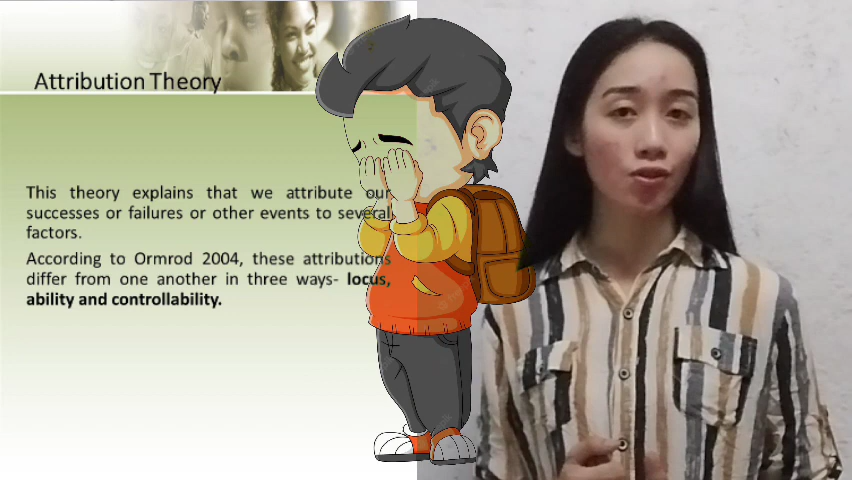 Attribution Theory
This theory explains that we attribute our
successes or failures or other events to several
factors.
According to Ormrod 2004, these attributions
differ from one another in three ways- locus,
ability and controllability.